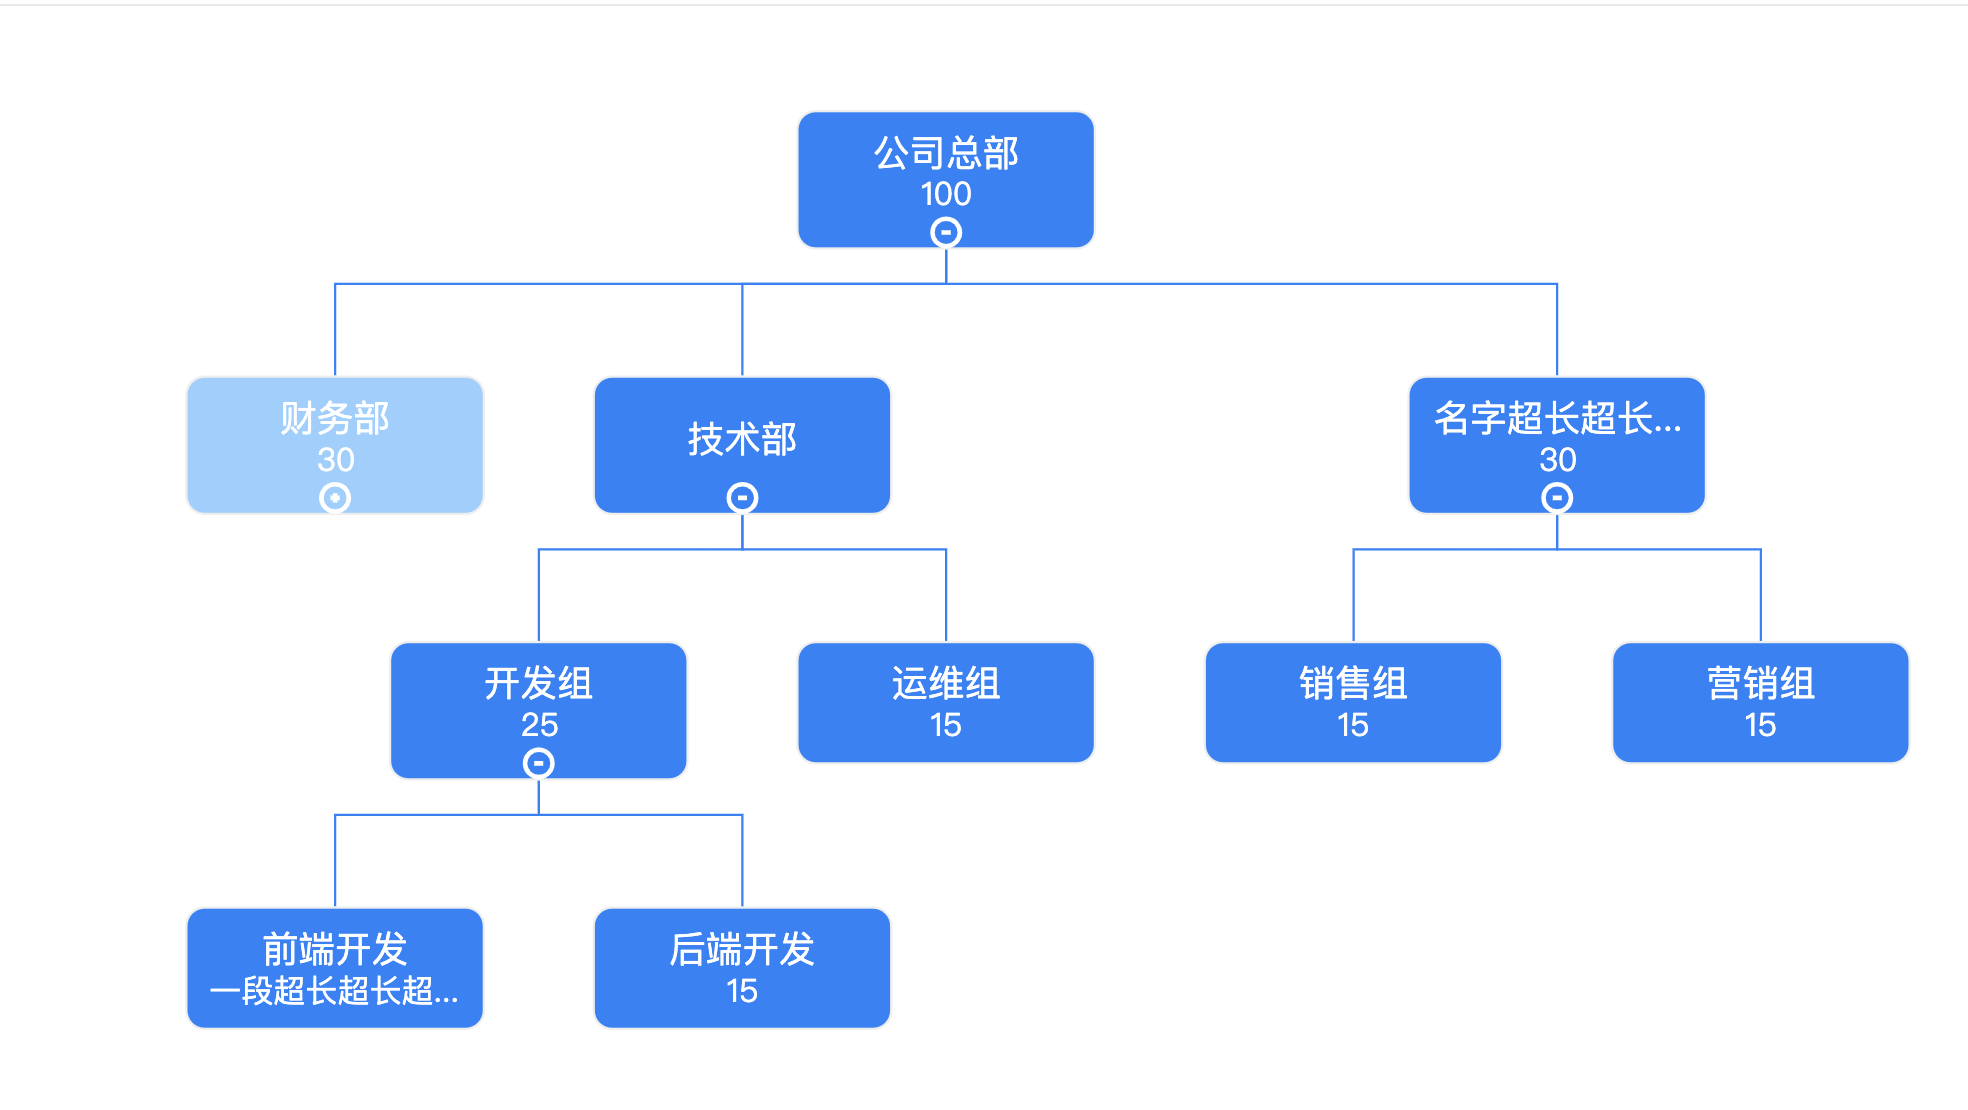 公司总部
100
财务部
30
技术部
名字超长超长...
30
开发组
25
运维组
15
销售组
15
营销组
15
前端开发
一段超长超长超...
后端开发
15